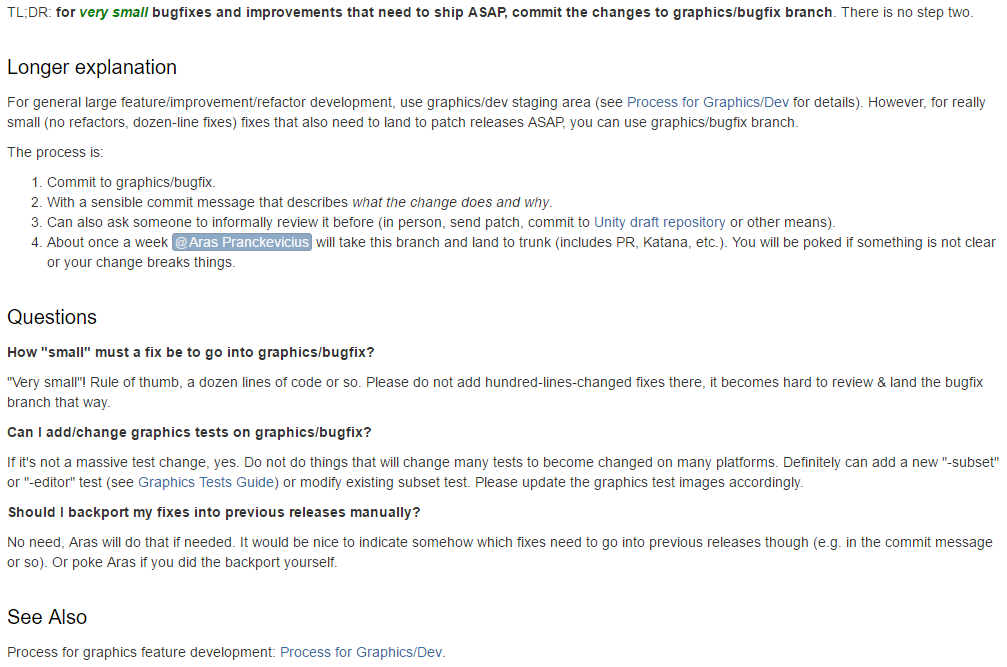 TL;DR: for very small bugfixes and improvements that need to ship ASAP, commit the changes to graphics/bugfix branch. There is no step two.
Longer explanation
For general large feature/improvement/refactor development, use graphics/dev staging area (see Process for Graphics/Dev for details). However, for really
small (no refactors, dozen-line fixes) fixes that also need to land to patch releases ASAP, you can use graphics/bugfix branch.
The process is:
1. Commit to graphics/bugfix.
2. With a sensible commit message that describes what the change does and why.
3. Can also ask someone to informally review it before (in person, send patch, commit to Unity draft repository or other means).
4. About once a week @Aras Pranckevicius will take this branch and land to trunk (includes PR, Katana, etc.). You will be poked if something is not clear
or your change breaks things.
Questions
How "small" must a fix be to go into graphics/bugfix?
"Very small"! Rule of thumb, a dozen lines of code or so. Please do not add hundred-lines-changed fixes there, it becomes hard to review & land the bugfix
branch that way.
Can I add/change graphics tests on graphics/bugfix?
If it's not a massive test change, yes. Do not do things that will change many tests to become changed on many platforms. Definitely can add a new "-subset"
or "-editor" test (see Graphics Tests Guide) or modify existing subset test. Please update the graphics test images accordingly.
Should I backport my fixes into previous releases manually?
No need, Aras will do that if needed. It would be nice to indicate somehow which fixes need to go into previous releases though (e.g. in the commit message
or so). Or poke Aras if you did the backport yourself.
See Also
Process for graphics feature development: Process for Graphics/Dev.